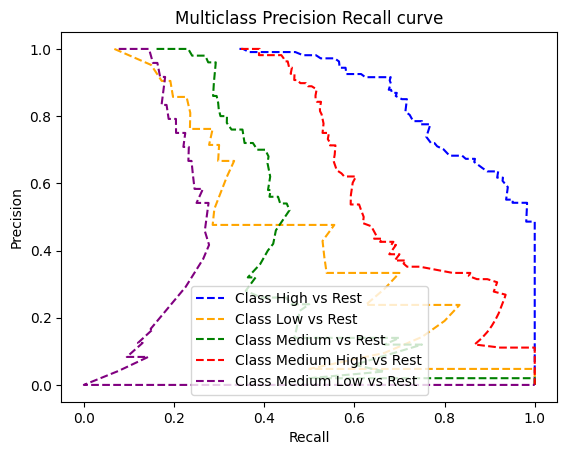 Multiclass Precision Recall curve
Precision
1.0
0.8
0.6
0.4
0.2
0.0
Class High vs Rest
Class Low vs Rest
Class Medium vs Rest
Class Medium High vs Rest
Class Medium Low vs Rest
0.0 0.2 0.4 0.6 0.8 1.0
Recall